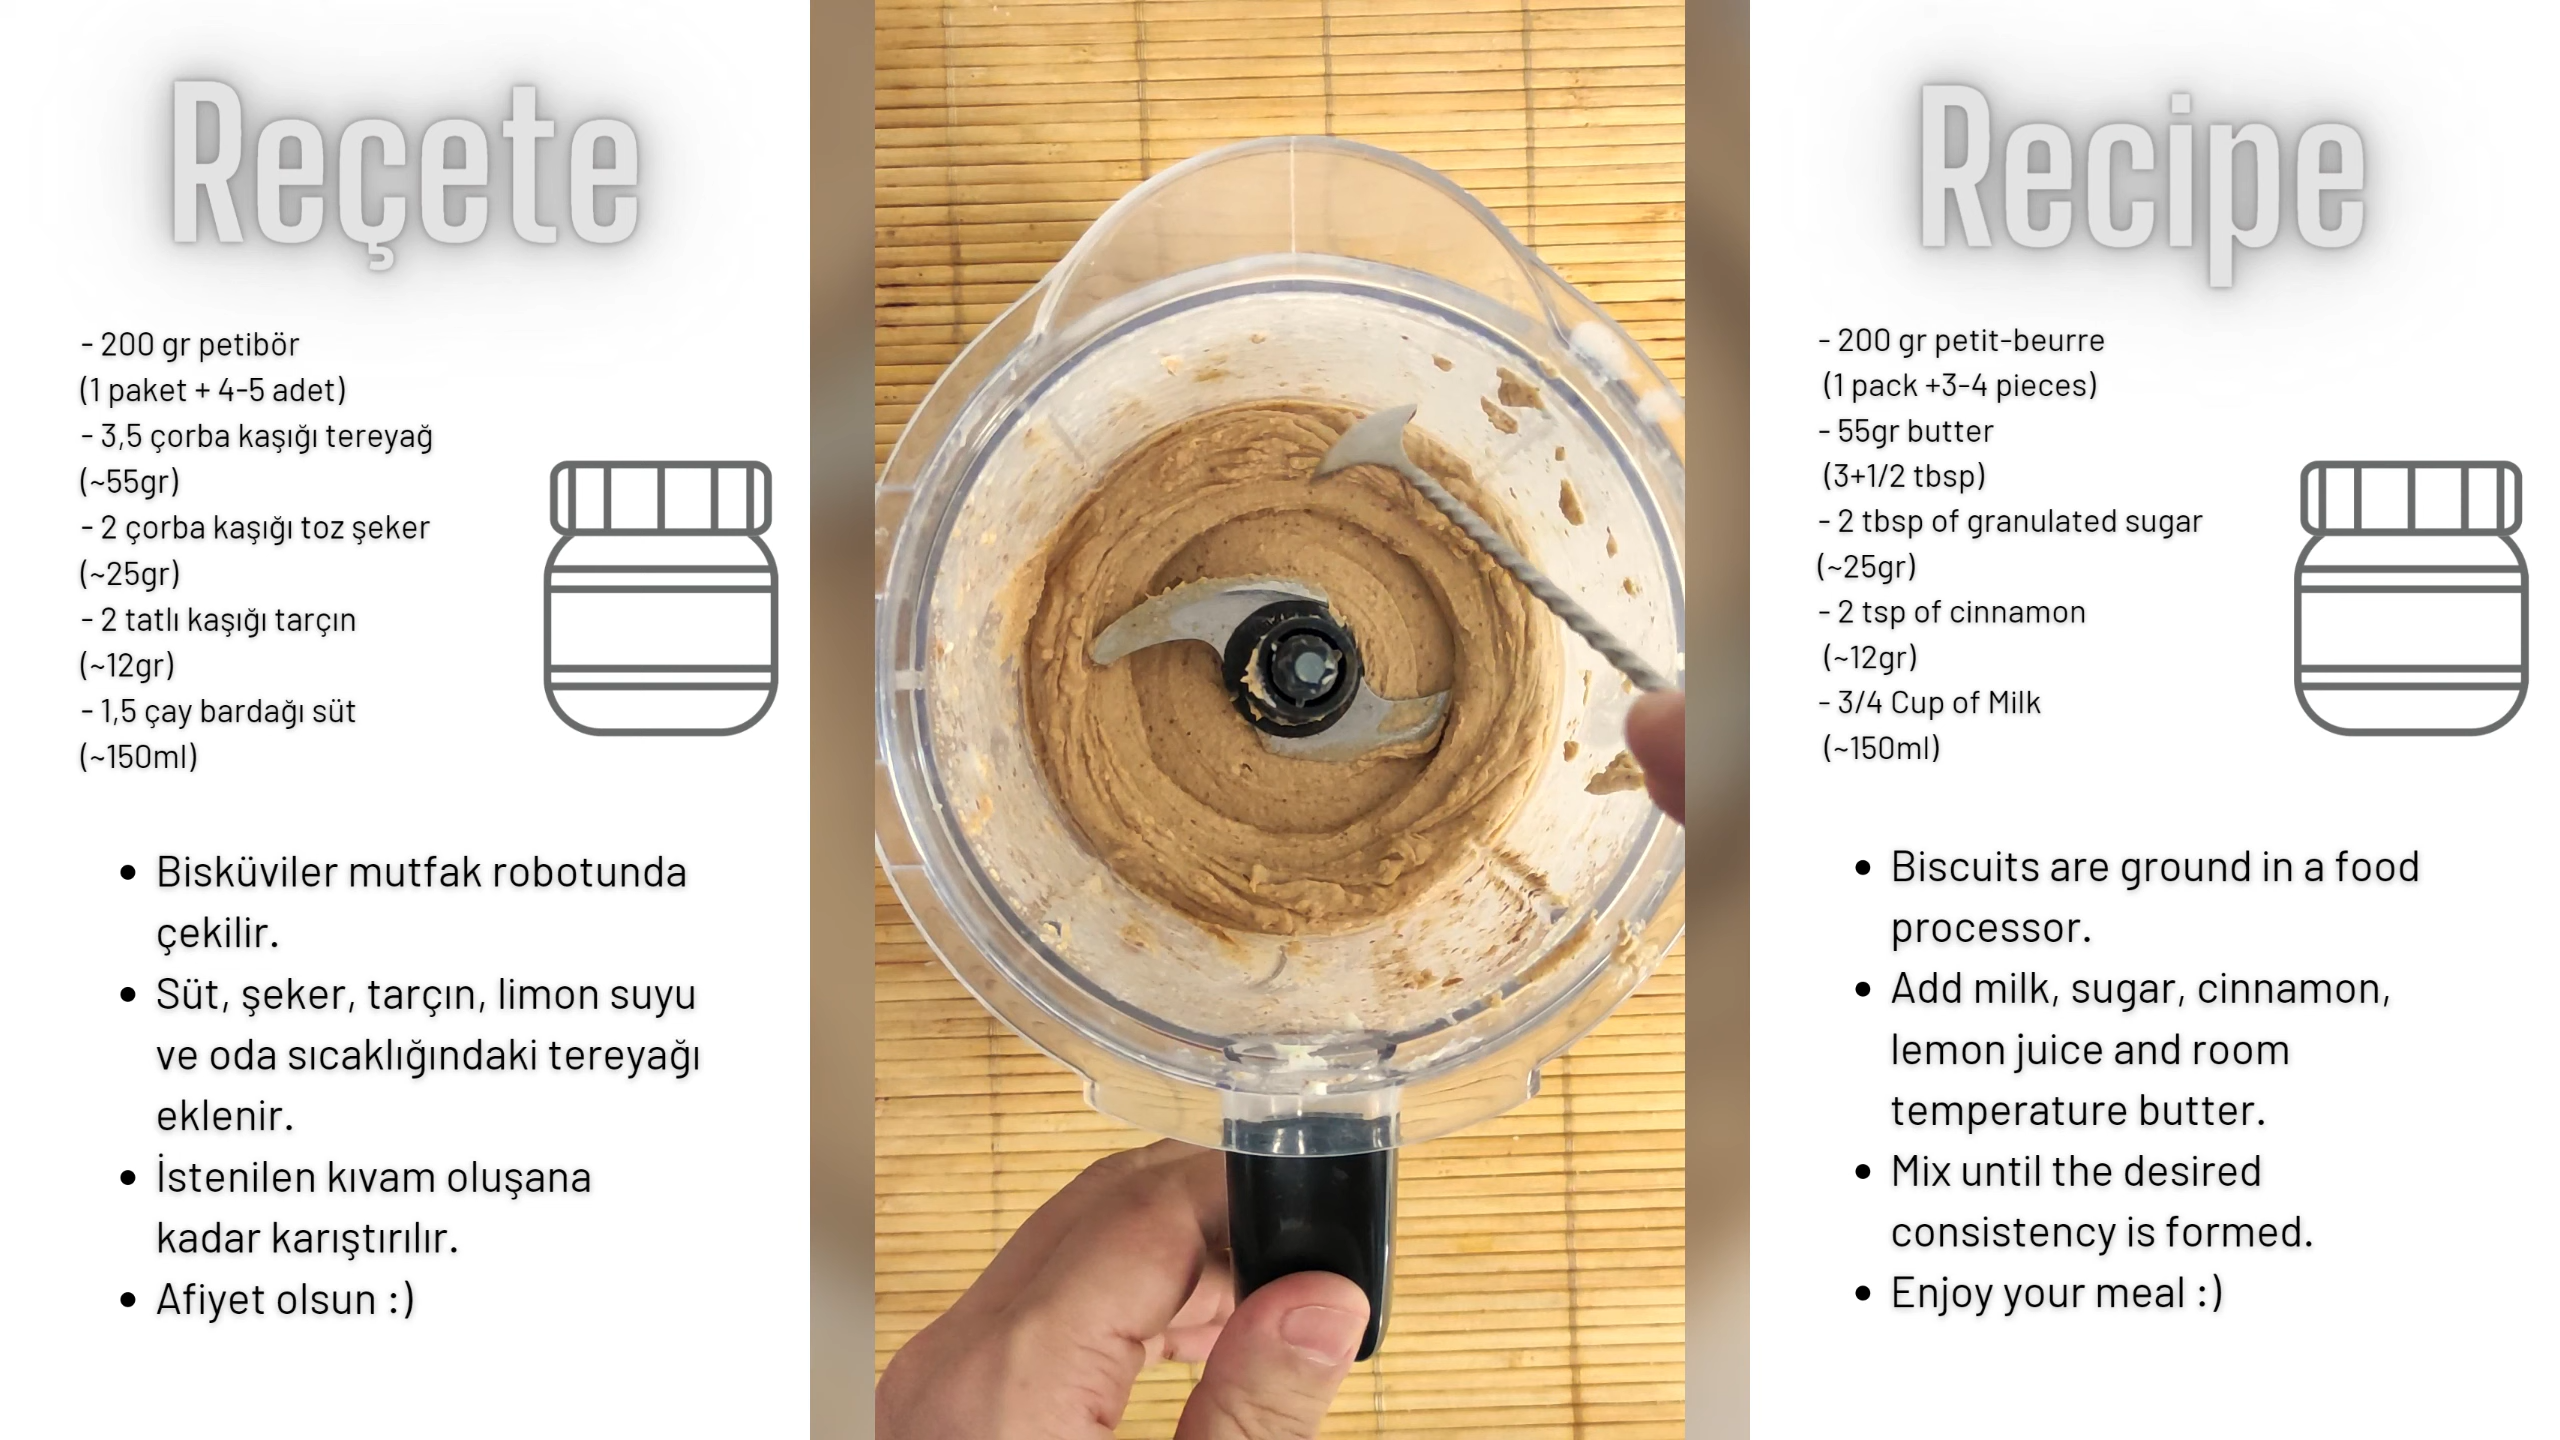 Reçete
- 200 gr petibör
(1 paket + 4-5 adet)
- 3,5 çorba kaşığı tereyağ
(~55gr)
- 2 çorba kaşığı toz şeker
(~25gr)
- 2 tatlı kaşığı tarçın
(~12gr)
- 1,5 çay bardağı süt
(~150ml)
• Bisküviler mutfak robotunda
çekilir.
• Süt, şeker, tarçın, limon suyu
ve oda sıcaklığındaki tereyağı
eklenir.
• İstenilen kıvam oluşana
kadar karıştırılır.
• Afiyet olsun :)
Recipe
- 200 gr petit-beurre
(1 pack +3-4 pieces)
- 55gr butter
(3+1/2 tbsp)
- 2 tbsp of granulated sugar
(~25gr)
- 2 tsp of cinnamon
(~12gr)
- 3/4 Cup of Milk
(~150ml)
• Biscuits are ground in a food
processor.
• Add milk, sugar, cinnamon,
lemon juice and room
temperature butter.
• Mix until the desired
consistency is formed.
• Enjoy your meal :)